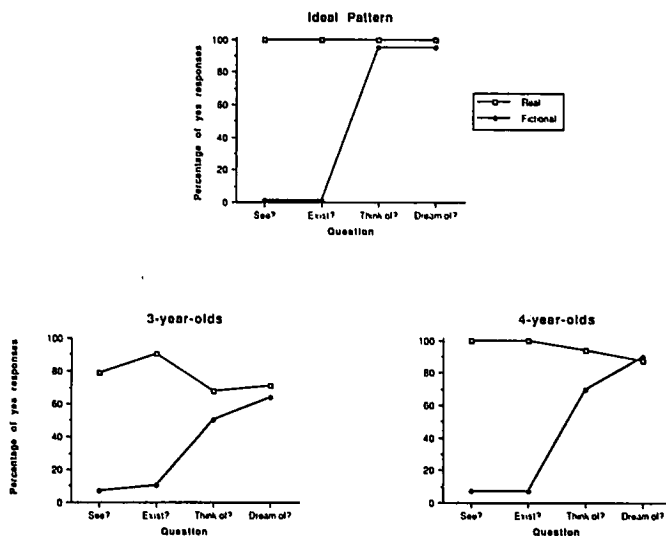 Ideal Pattern
Percentage of yes responses
100
80
60
40
20
0
See?
Exist?
Think of?
Dream of?
Question
Real
Fictional
3-year-olds
Percentage of yes responses
100
80
60
40
20
0
See?
Exist?
Think of?
Dream of?
Question
4-year-olds
100
80
60
40
20
0
See?
Exist?
Think of?
Dream of?
Question